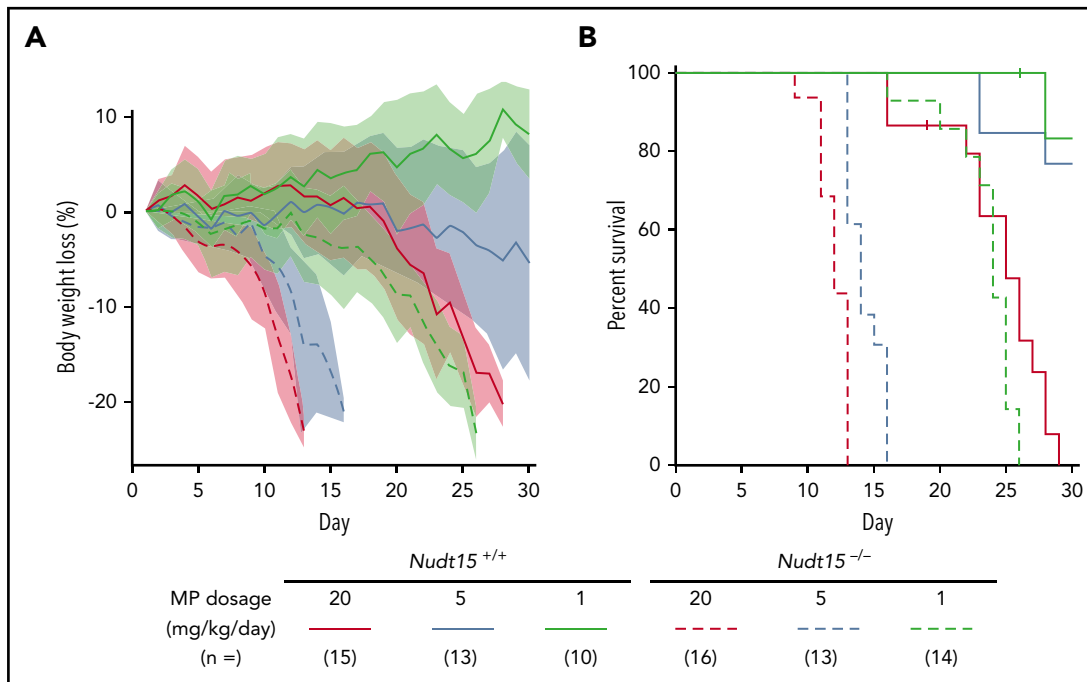 A
B
10
0
-10
-20
Body weight loss (%)
0 5 10 15 20 25 30
Day
100
80
60
40
20
0
Percent survival
0 5 10 15 20 25 30
Day
Nudt15 +/+ Nudt15 −/−
MP dosage 20 5 1 20 5 1
(mg/kg/day)
(n =) (15) (13) (10) (16) (13) (14)